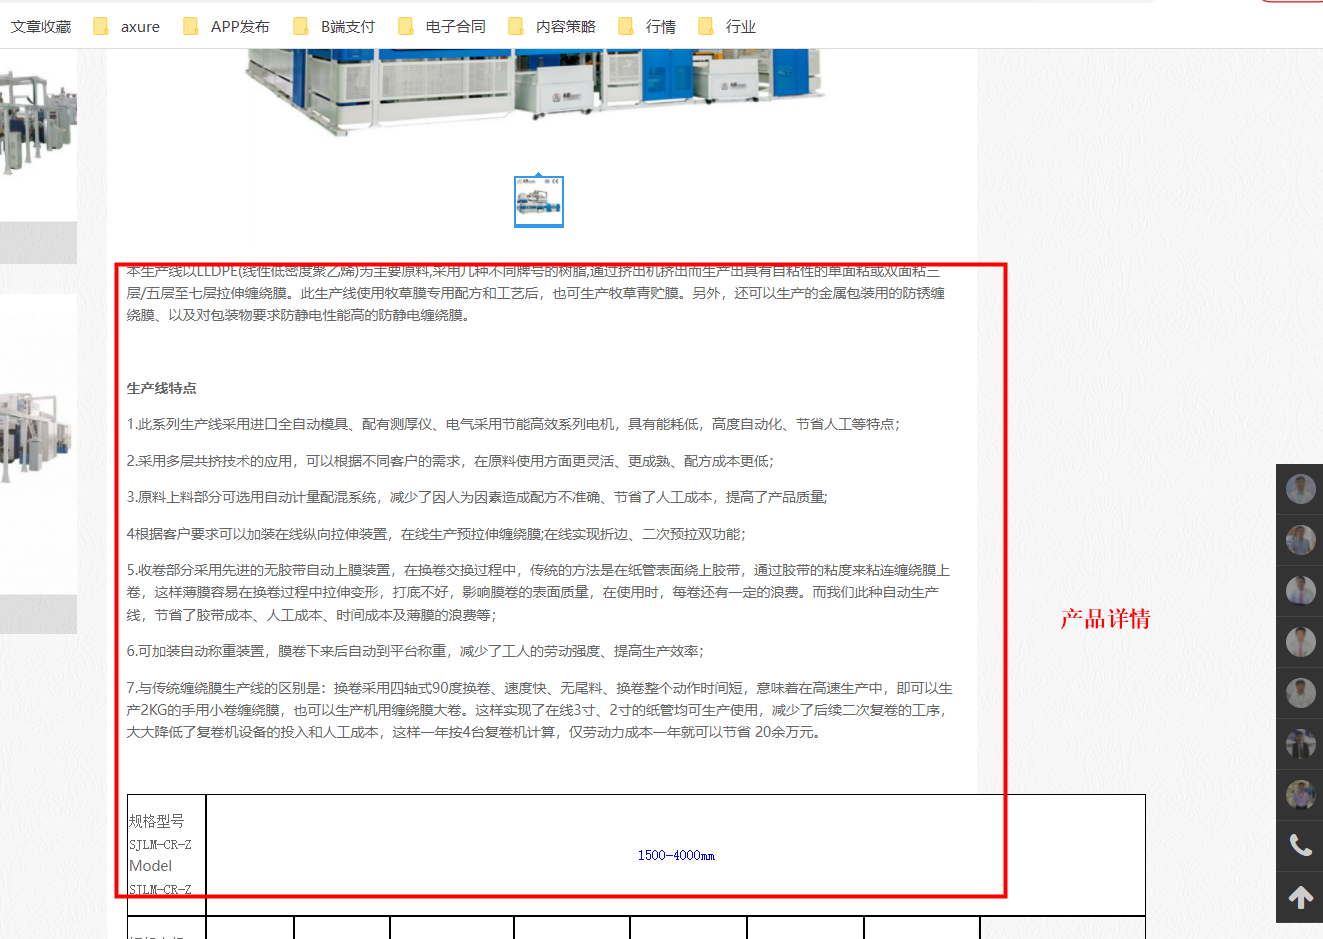 文章收藏 axure APP发布 B端支付 电子合同 内容策略 行情 行业
本生产线以LLDPE(线性低密度聚乙烯)为主要原料,采用几种不同牌号的树脂,通过挤出机挤出而生产出具有自粘性的单面粘或双面粘三
层/五层至七层拉伸缠绕膜。此生产线使用牧草膜专用配方和工艺后，也可生产牧草青贮膜。另外，还可以生产的金属包装用的防锈缠
绕膜、以及对包装物要求防静电性能高的防静电缠绕膜。
生产线特点
1.此系列生产线采用进口全自动模具、配有测厚仪、电气采用节能高效系列电机，具有能耗低，高度自动化、节省人工等特点；
2.采用多层共挤技术的应用，可以根据不同客户的需求，在原料使用方面更灵活、更成熟、配方成本更低；
3.原料上料部分可选用自动计量配混系统，减少了因人为因素造成配方不准确、节省了人工成本，提高了产品质量;
4根据客户要求可以加装在线纵向拉伸装置，在线生产预拉伸缠绕膜;在线实现折边、二次预拉双功能；
5.收卷部分采用先进的无胶带自动上膜装置，在换卷交换过程中，传统的方法是在纸管表面绕上胶带，通过胶带的粘度来粘连缠绕膜上
卷，这样薄膜容易在换卷过程中拉伸变形，打底不好，影响膜卷的表面质量，在使用时，每卷还有一定的浪费。而我们此种自动生产
线，节省了胶带成本、人工成本、时间成本及薄膜的浪费等；
产品详情
6.可加装自动称重装置，膜卷下来后自动到平台称重，减少了工人的劳动强度、提高生产效率；
7.与传统缠绕膜生产线的区别是：换卷采用四轴式90度换卷、速度快、无尾料、换卷整个动作时间短，意味着在高速生产中，即可以生
产2KG的手用小卷缠绕膜，也可以生产机用缠绕膜大卷。这样实现了在线3寸、2寸的纸管均可生产使用，减少了后续二次复卷的工序，
大大降低了复卷机设备的投入和人工成本，这样一年按4台复卷机计算，仅劳动力成本一年就可以节省 20余万元。
规格型号
SJLM-CR-Z
Model
SJLM-CR-Z
1500-4000mm